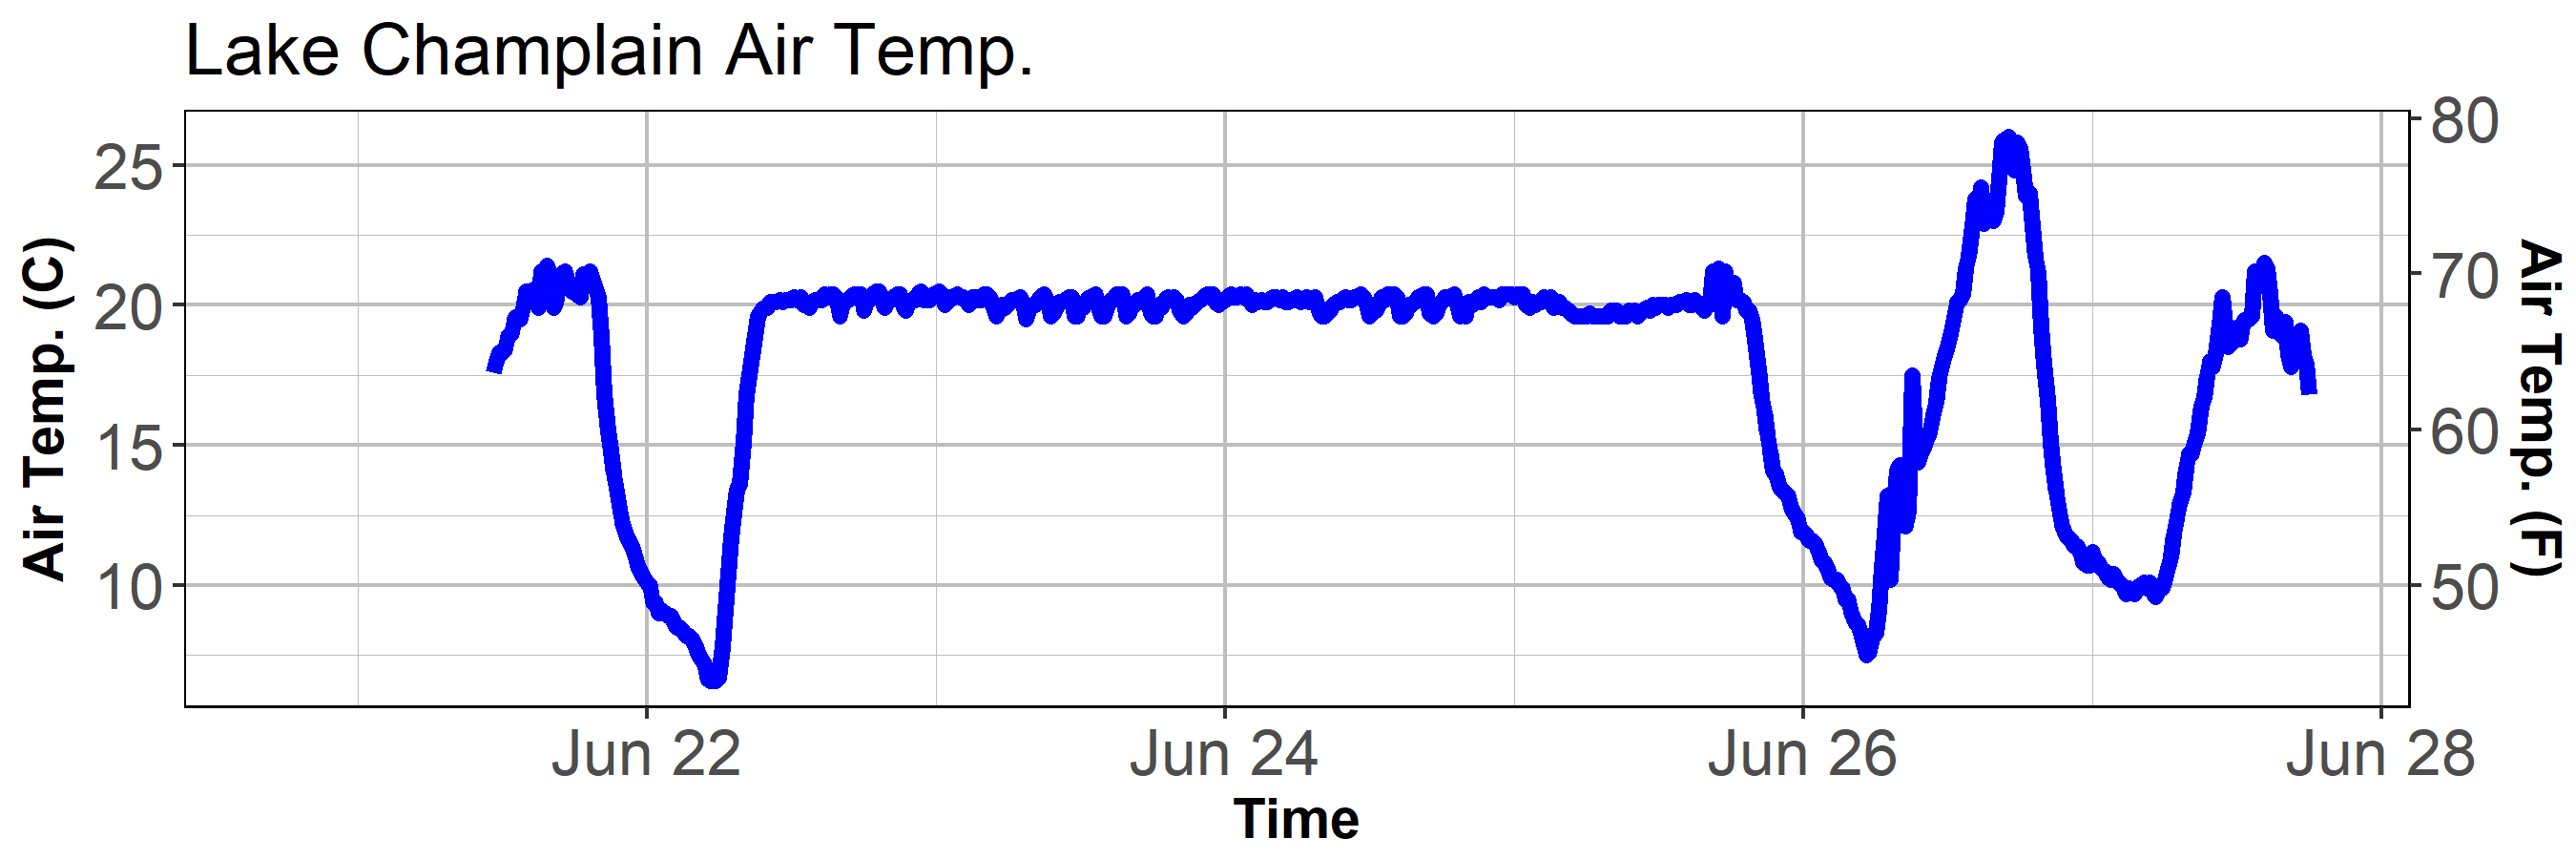 Lake Champlain Air Temp.
Air Temp. (C)
25
20
15
10
80
70
60
50
Air Temp. (F)
Jun 22
Jun 24
Jun 26
Jun 28
Time